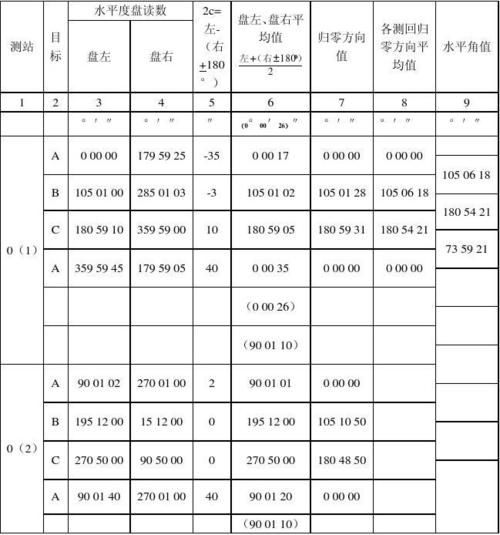 测站 目标 水平度盘读数 2c=左-(右+180°) 盘左、盘右平均值 左+(右±180°)/2 归零方向值 各测回归零方向平均值 水平角值
盘左 盘右
1 2 3 4 5 6 7 8 9
° ′ ″ ° ′ ″ ″ (0° 00′ 26)″ ° ′ ″ ° ′ ″ ° ′ ″
0（1）
A 0 00 00 179 59 25 -35 0 00 17 0 00 00 0 00 00
105 06 18
B 105 01 00 285 01 03 -3 105 01 02 105 01 28 105 06 18
180 54 21
C 180 59 10 359 59 00 10 180 59 05 180 59 31 180 54 21
73 59 21
A 359 59 45 179 59 05 40 0 00 35 0 00 00 0 00 00
(0 00 26)
(90 01 10)
0（2）
A 90 01 02 270 01 00 2 90 01 01 0 00 00
B 195 12 00 15 12 00 0 195 12 00 105 10 50
C 270 50 00 90 50 00 0 270 50 00 180 48 50
A 90 01 40 270 01 00 40 90 01 20 0 00 00
(90 01 10)